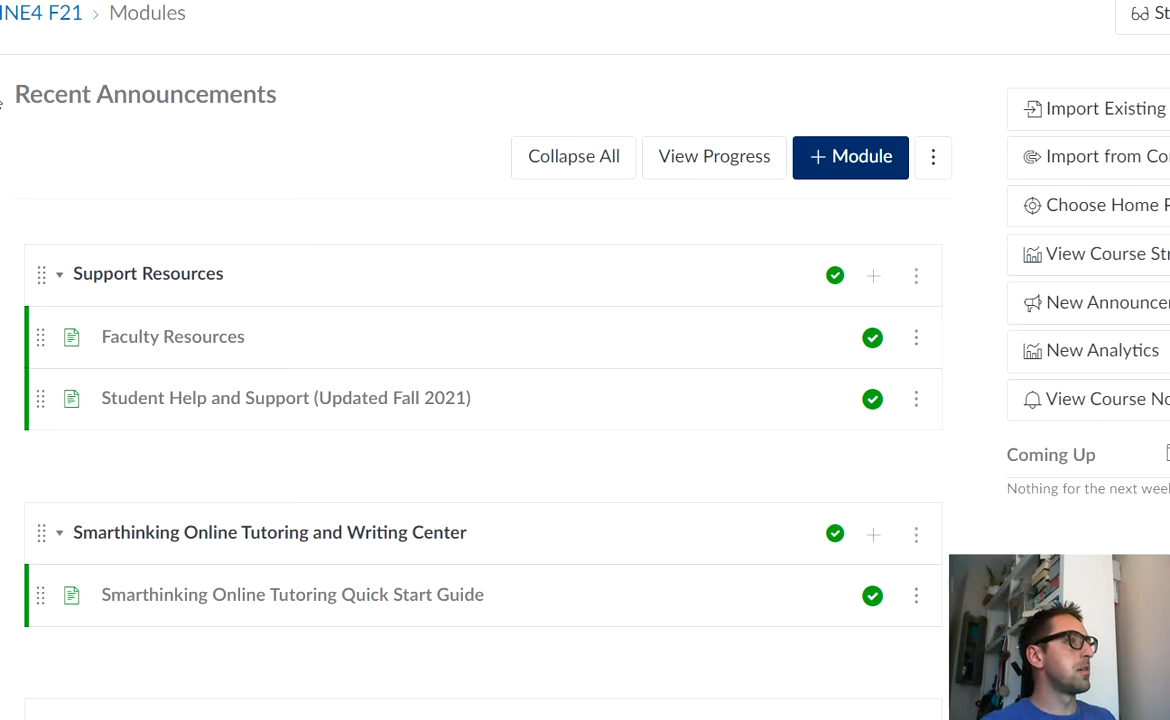 INE4 F21 > Modules
St
Recent Announcements
Collapse All
View Progress
+ Module
Import Existing
Import from Co
Choose Home P
View Course Str
New Announce
New Analytics
View Course No
Coming Up
Nothing for the next week
Support Resources
Faculty Resources
Student Help and Support (Updated Fall 2021)
Smarthinking Online Tutoring and Writing Center
Smarthinking Online Tutoring Quick Start Guide